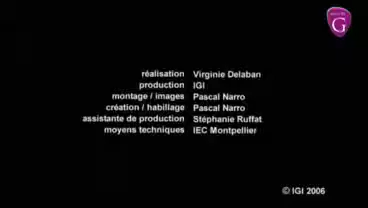 G
réalisation Virginie Delaban
production IGI
montage / images Pascal Narro
création / habillage Pascal Narro
assistante de production Stéphanie Ruffat
moyens techniques IEC Montpellier
© IGI 2006